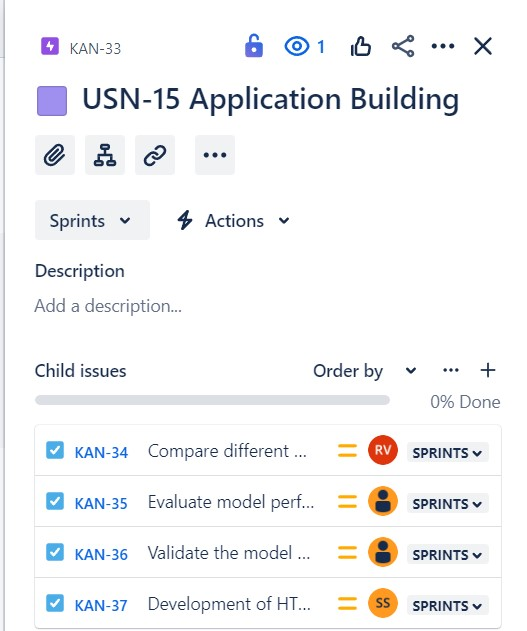 KAN-33
1
USN-15 Application Building
Sprints
Actions
Description
Add a description...
Child issues
Order by
0% Done
KAN-34 Compare different ... RV SPRINTS
KAN-35 Evaluate model perf... SPRINTS
KAN-36 Validate the model ... SPRINTS
KAN-37 Development of HT... SS SPRINTS